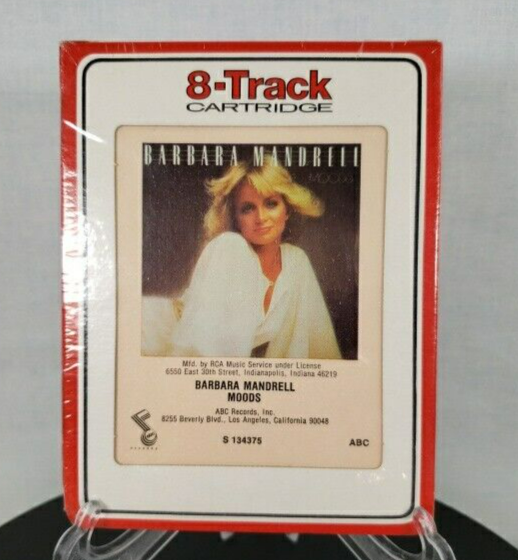 8-Track
CARTRIDGE
BARBARA MANDRELL
MOODS
Mfd. by RCA Music Service under License
6550 East 30th Street, Indianapolis, Indiana 46219
BARBARA MANDRELL
MOODS
ABC Records, Inc.
8255 Beverly Blvd., Los Angeles, California 90048
S 134375
ABC
RECORDS